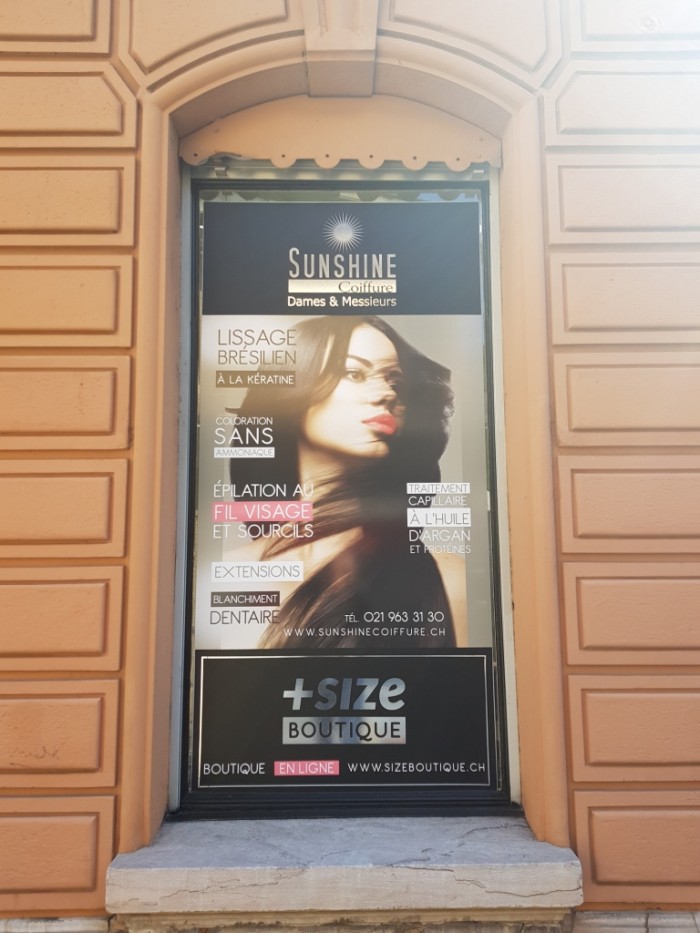 SUNSHINE
Coiffure
Dames & Messieurs
LISSAGE
BRÉSILIEN
À LA KÉRATINE
COLORATION
SANS
AMMONIAQUE
ÉPILATION AU
FIL VISAGE
ET SOURCILS
TRAITEMENT
CAPILLAIRE
À L'HUILE
D'ARGAN
ET PROTÉINES
EXTENSIONS
BLANCHIMENT
DENTAIRE
TÉL. 021 963 31 30
WWW.SUNSHINECOIFFURE.CH
+SIZE
BOUTIQUE
BOUTIQUE EN LIGNE WWW.SIZEBOUTIQUE.CH